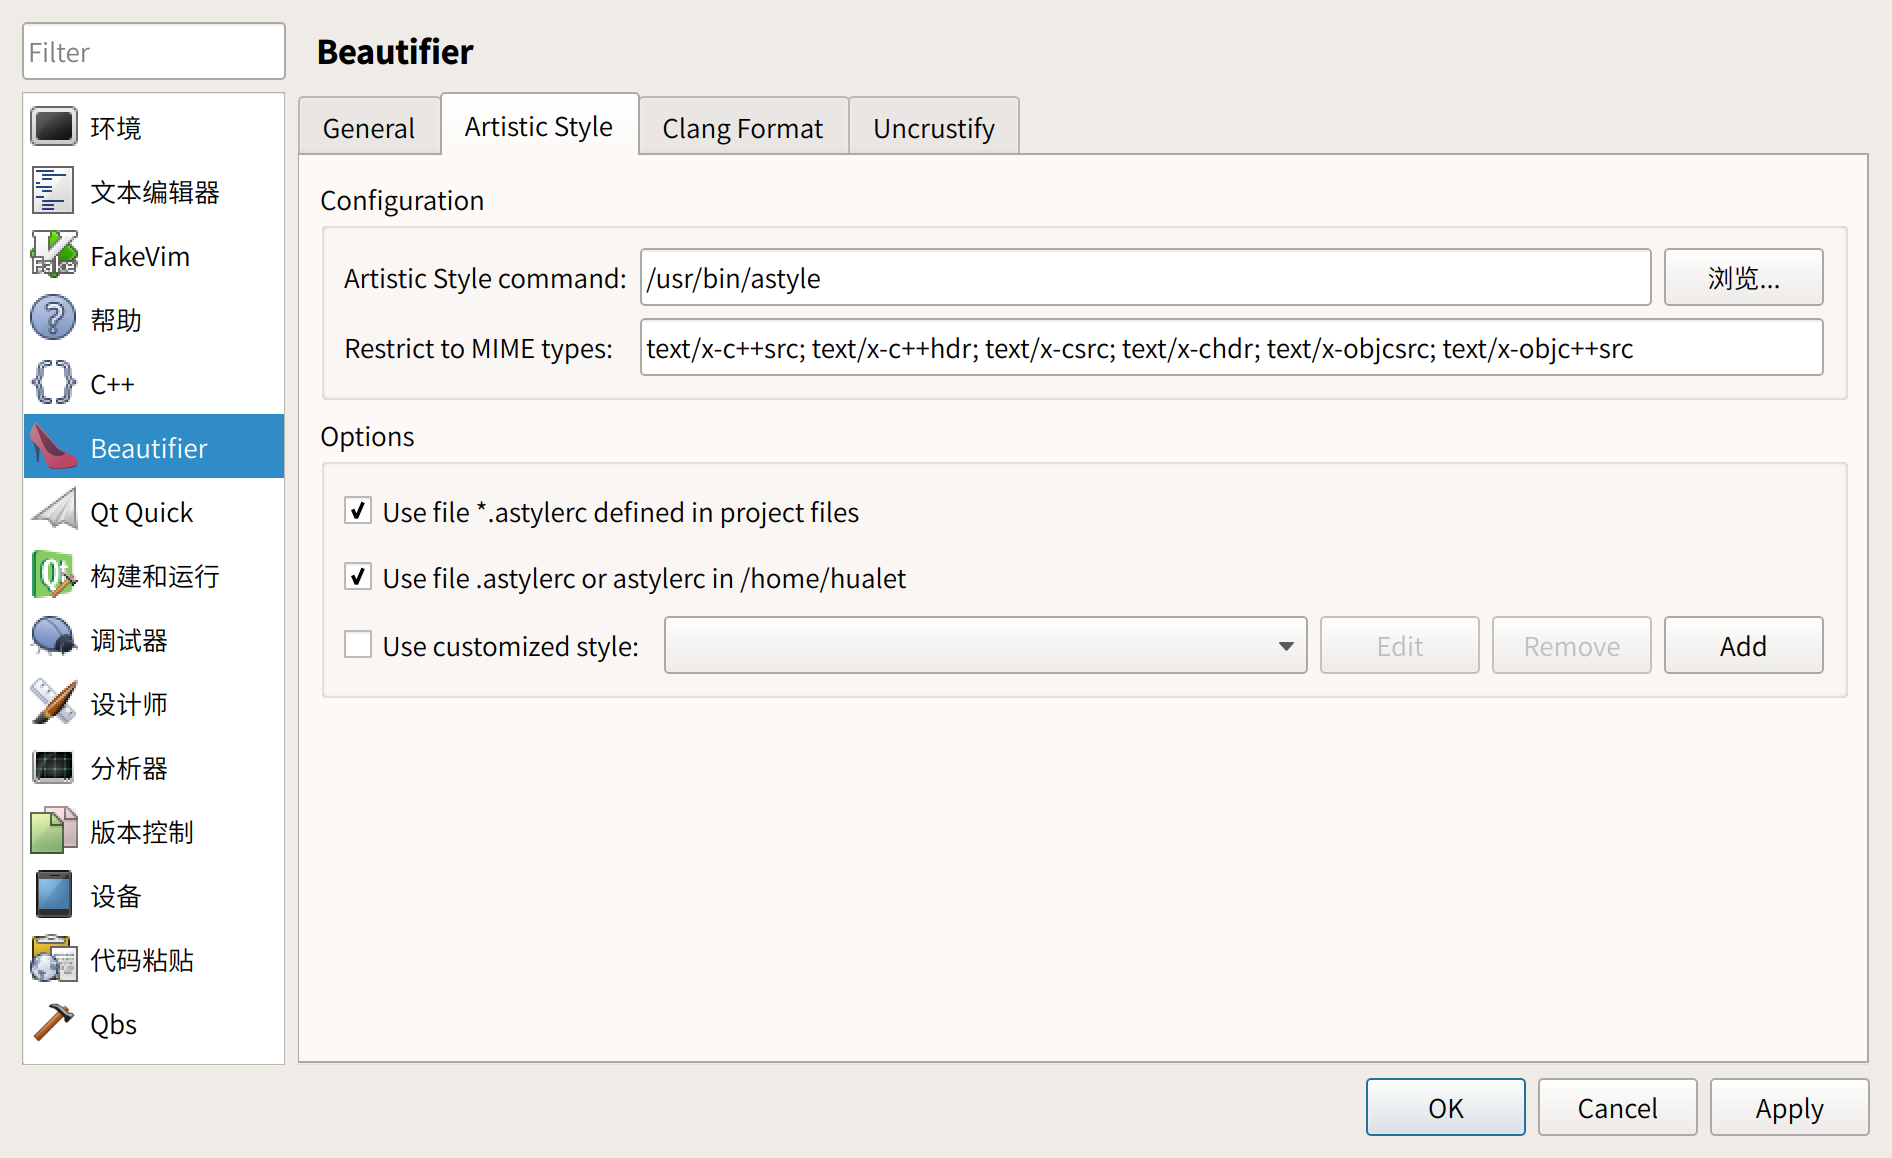 Filter
环境
文本编辑器
FakeVim
帮助
C++
Beautifier
Qt Quick
构建和运行
调试器
设计师
分析器
版本控制
设备
代码粘贴
Qbs
Beautifier
General
Artistic Style
Clang Format
Uncrustify
Configuration
Artistic Style command: /usr/bin/astyle 浏览...
Restrict to MIME types: text/x-c++src; text/x-c++hdr; text/x-csrc; text/x-chdr; text/x-objcsrc; text/x-objc++src
Options
Use file *.astylerc defined in project files
Use file .astylerc or astylerc in /home/hualet
Use customized style: Edit Remove Add
OK Cancel Apply